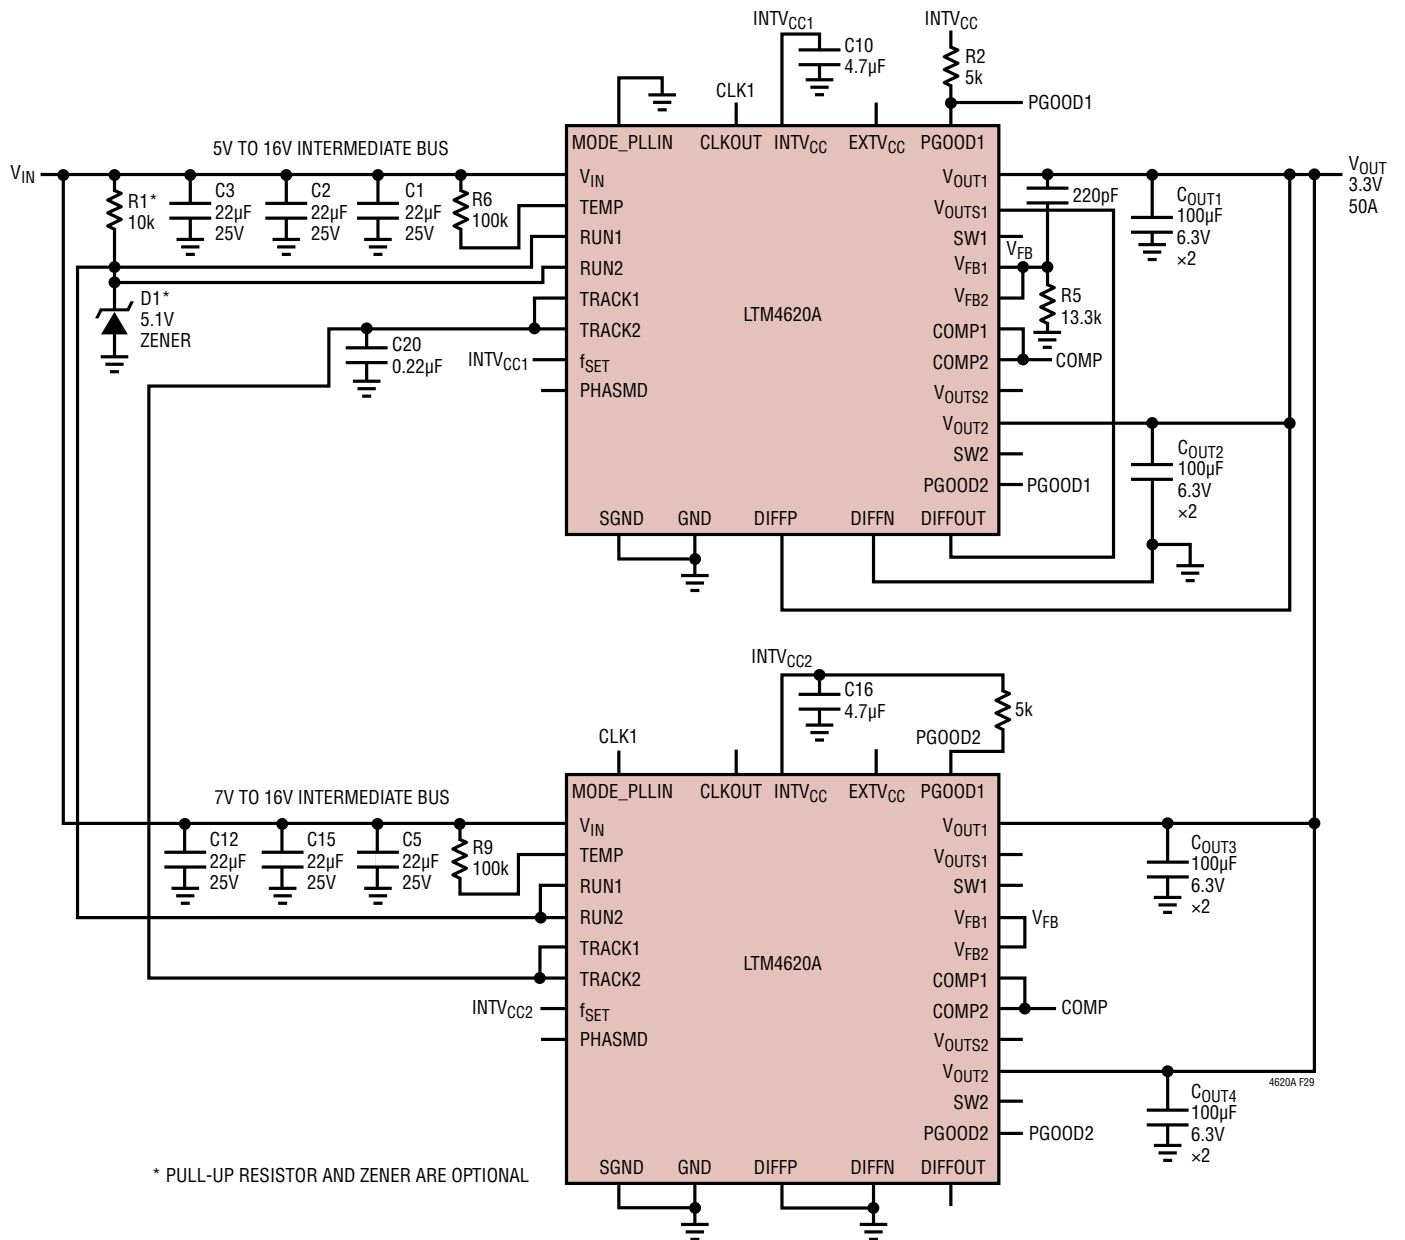 INTVCC1
C10
4.7µF
INTVCC
R2
5k
PGOOD1
CLK1
5V TO 16V INTERMEDIATE BUS
MODE_PLLIN
CLKOUT
INTVCC
EXTVCC
PGOOD1
VIN
R1*
10k
C3
22µF
25V
C2
22µF
25V
C1
22µF
25V
R6
100k
D1*
5.1V
ZENER
C20
0.22µF
INTVCC1
VIN
TEMP
RUN1
RUN2
TRACK1
TRACK2
fSET
PHASMD
LTM4620A
VOUT1
VOUTS1
SW1
VFB1
VFB2
COMP1
COMP2
VOUTS2
VOUT2
SW2
PGOOD2
SGND
GND
DIFFP
DIFFN
DIFFOUT
220pF
VFB
R5
13.3k
COMP
PGOOD1
COUT1
100µF
6.3V
×2
VOUT
3.3V
50A
COUT2
100µF
6.3V
×2
INTVCC2
C16
4.7µF
5k
PGOOD2
CLK1
7V TO 16V INTERMEDIATE BUS
MODE_PLLIN
CLKOUT
INTVCC
EXTVCC
PGOOD1
C12
22µF
25V
C15
22µF
25V
C5
22µF
25V
R9
100k
INTVCC2
VIN
TEMP
RUN1
RUN2
TRACK1
TRACK2
fSET
PHASMD
LTM4620A
VOUT1
VOUTS1
SW1
VFB1
VFB2
COMP1
COMP2
VOUTS2
VOUT2
SW2
PGOOD2
SGND
GND
DIFFP
DIFFN
DIFFOUT
VFB
COMP
PGOOD2
COUT3
100µF
6.3V
×2
4620A F29
COUT4
100µF
6.3V
×2
* PULL-UP RESISTOR AND ZENER ARE OPTIONAL